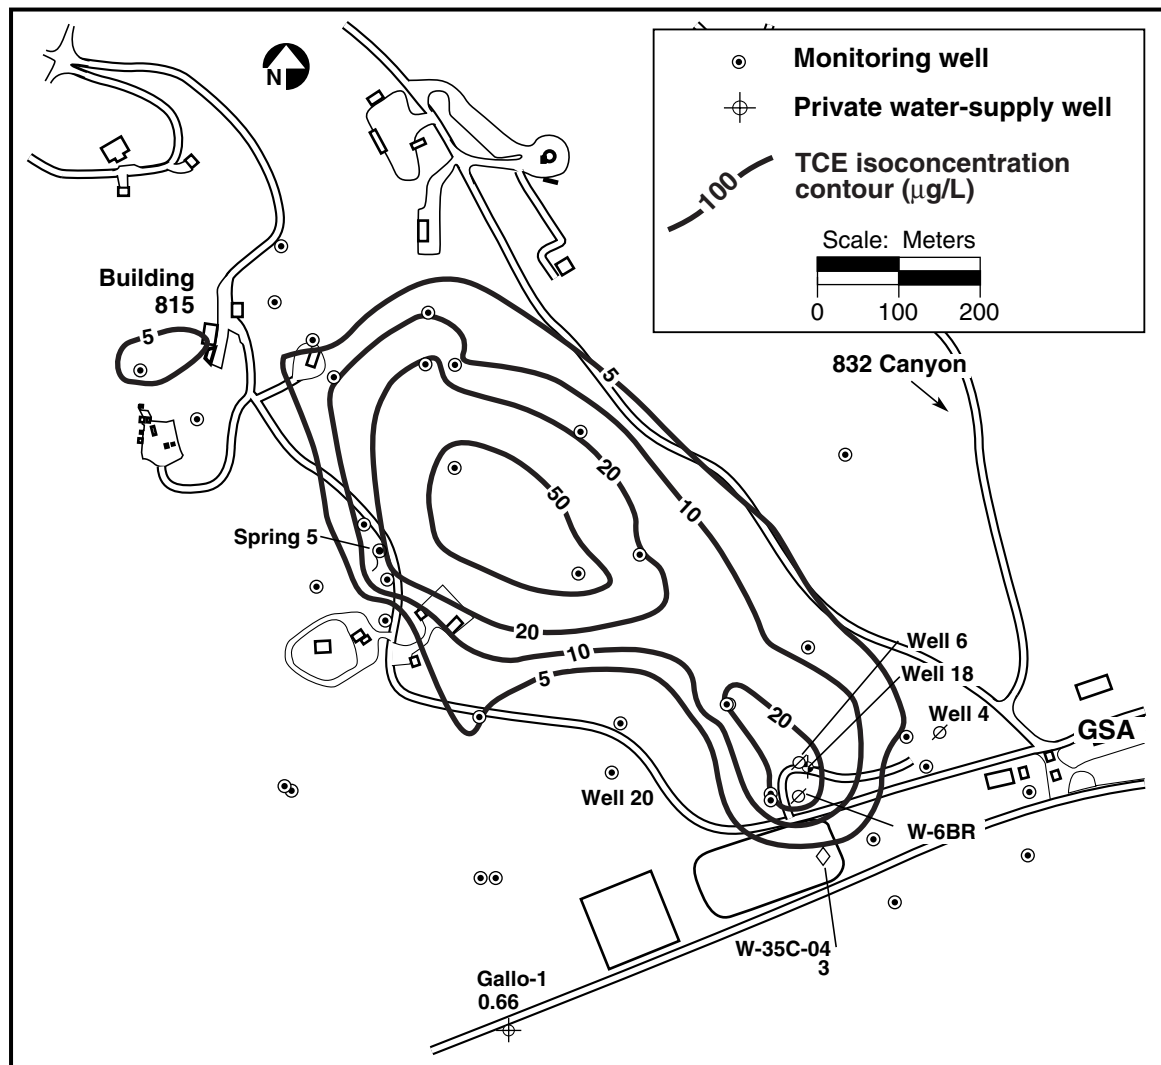 N
Monitoring well
Private water-supply well
100
TCE isoconcentration
contour (μg/L)
Scale: Meters
0 100 200
Building
815
5
832 Canyon
5
20
50
10
Spring 5
20
10
5
Well 6
Well 18
20
Well 4
GSA
Well 20
W-6BR
W-35C-04
3
Gallo-1
0.66